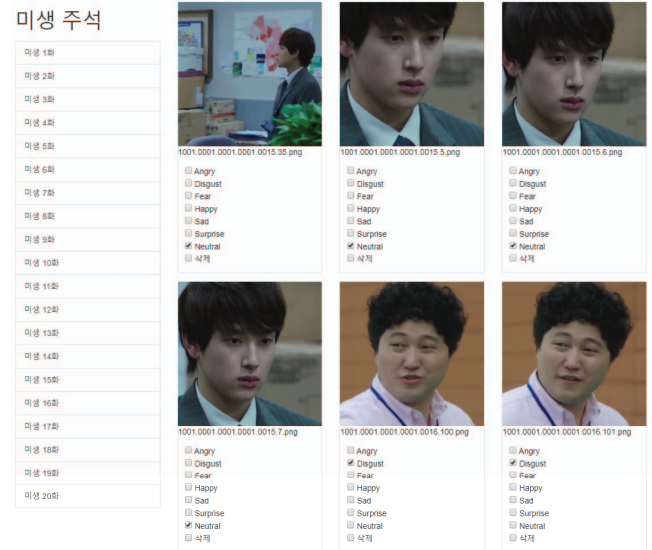 미생 주석
미생 1화
미생 2화
미생 3화
미생 4화
미생 5화
미생 6화
미생 7화
미생 8화
미생 9화
미생 10화
미생 11화
미생 12화
미생 13화
미생 14화
미생 15화
미생 16화
미생 17화
미생 18화
미생 19화
미생 20화
1001.0001.0001.0001.0015.35.png
Angry
Disgust
Fear
Happy
Sad
Surprise
Neutral
삭제
1001.0001.0001.0001.0015.5.png
Angry
Disgust
Fear
Happy
Sad
Surprise
Neutral
삭제
1001.0001.0001.0001.0015.6.png
Angry
Disgust
Fear
Happy
Sad
Surprise
Neutral
삭제
1001.0001.0001.0001.0015.7.png
Angry
Disgust
Fear
Happy
Sad
Surprise
Neutral
삭제
1001.0001.0001.0001.0016.100.png
Angry
Disgust
Fear
Happy
Sad
Surprise
Neutral
삭제
1001.0001.0001.0001.0016.101.png
Angry
Disgust
Fear
Happy
Sad
Surprise
Neutral
삭제